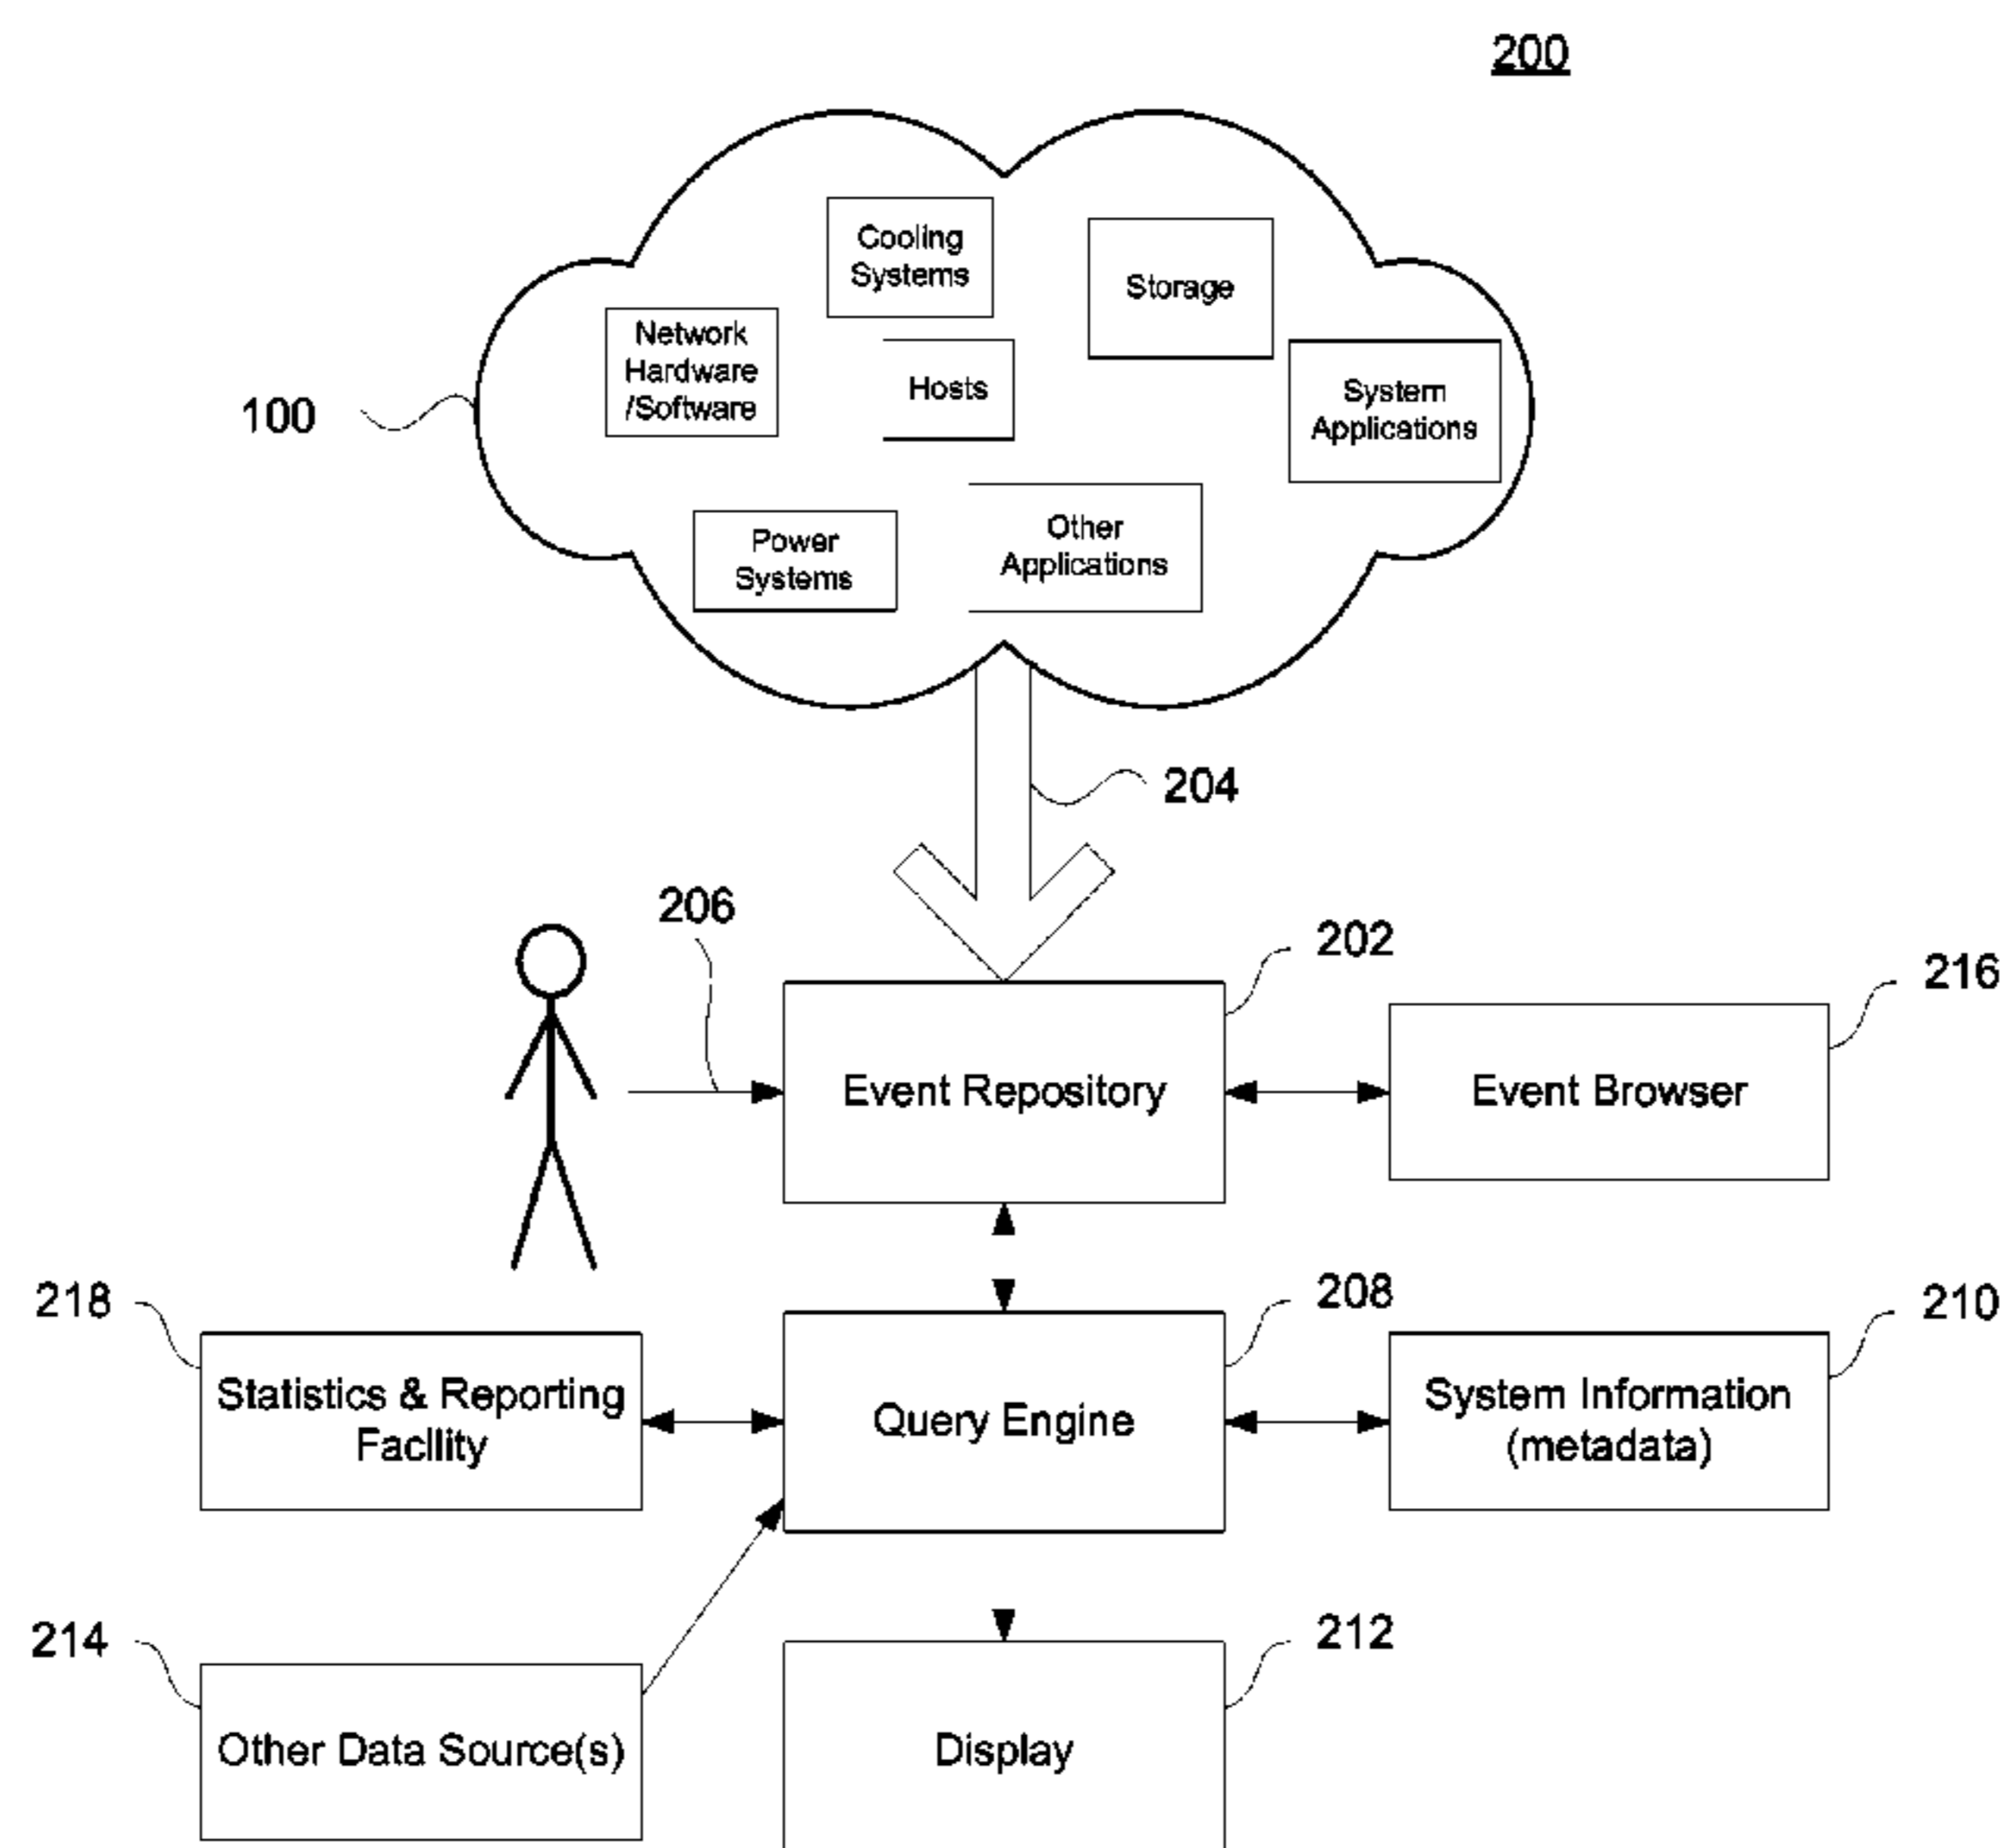 200
Cooling
Systems
Storage
Network
Hardware
/Software
Hosts
System
Applications
100
Other
Applications
Power
Systems
204
206
202
216
Event Repository
Event Browser
218
208
210
Statistics & Reporting
Facility
Query Engine
System Information
(metadata)
214
212
Other Data Source(s)
Display